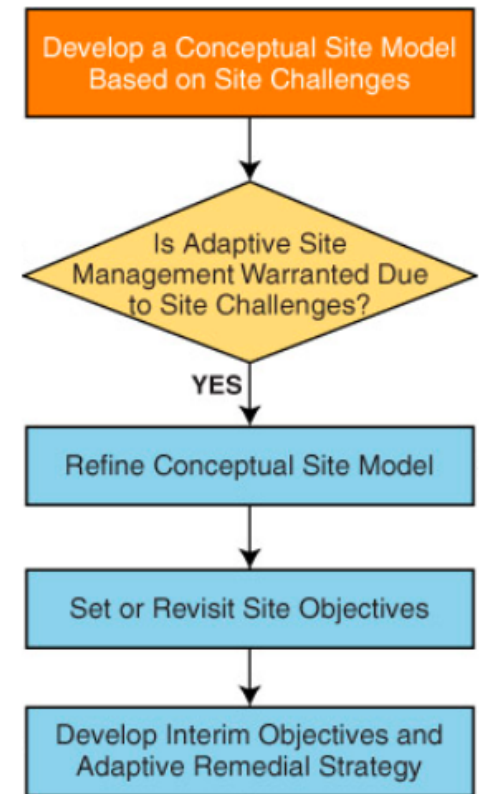 Develop a Conceptual Site Model
Based on Site Challenges
Is Adaptive Site
Management Warranted Due
to Site Challenges?
YES
Refine Conceptual Site Model
Set or Revisit Site Objectives
Develop Interim Objectives and
Adaptive Remedial Strategy